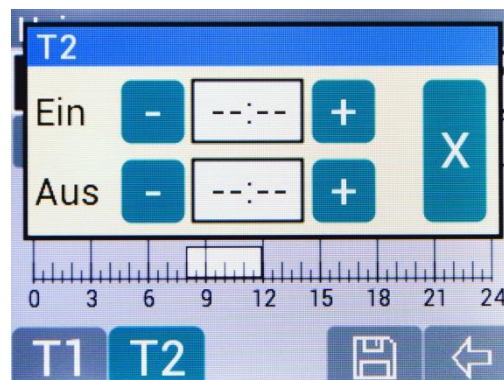 T2
Ein - --:-- +
X
Aus - --:-- +
0 3 6 9 12 15 18 21 24
T1 T2